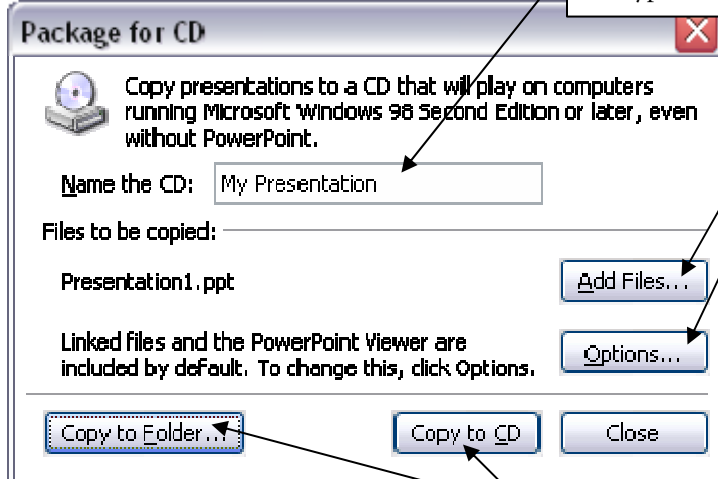 Package for CD
Copy presentations to a CD that will play on computers
running Microsoft Windows 98 Second Edition or later, even
without PowerPoint.
Name the CD: My Presentation
Files to be copied:
Presentation1.ppt
Add Files...
Linked files and the PowerPoint Viewer are
included by default. To change this, click Options.
Options...
Copy to Folder... Copy to CD Close